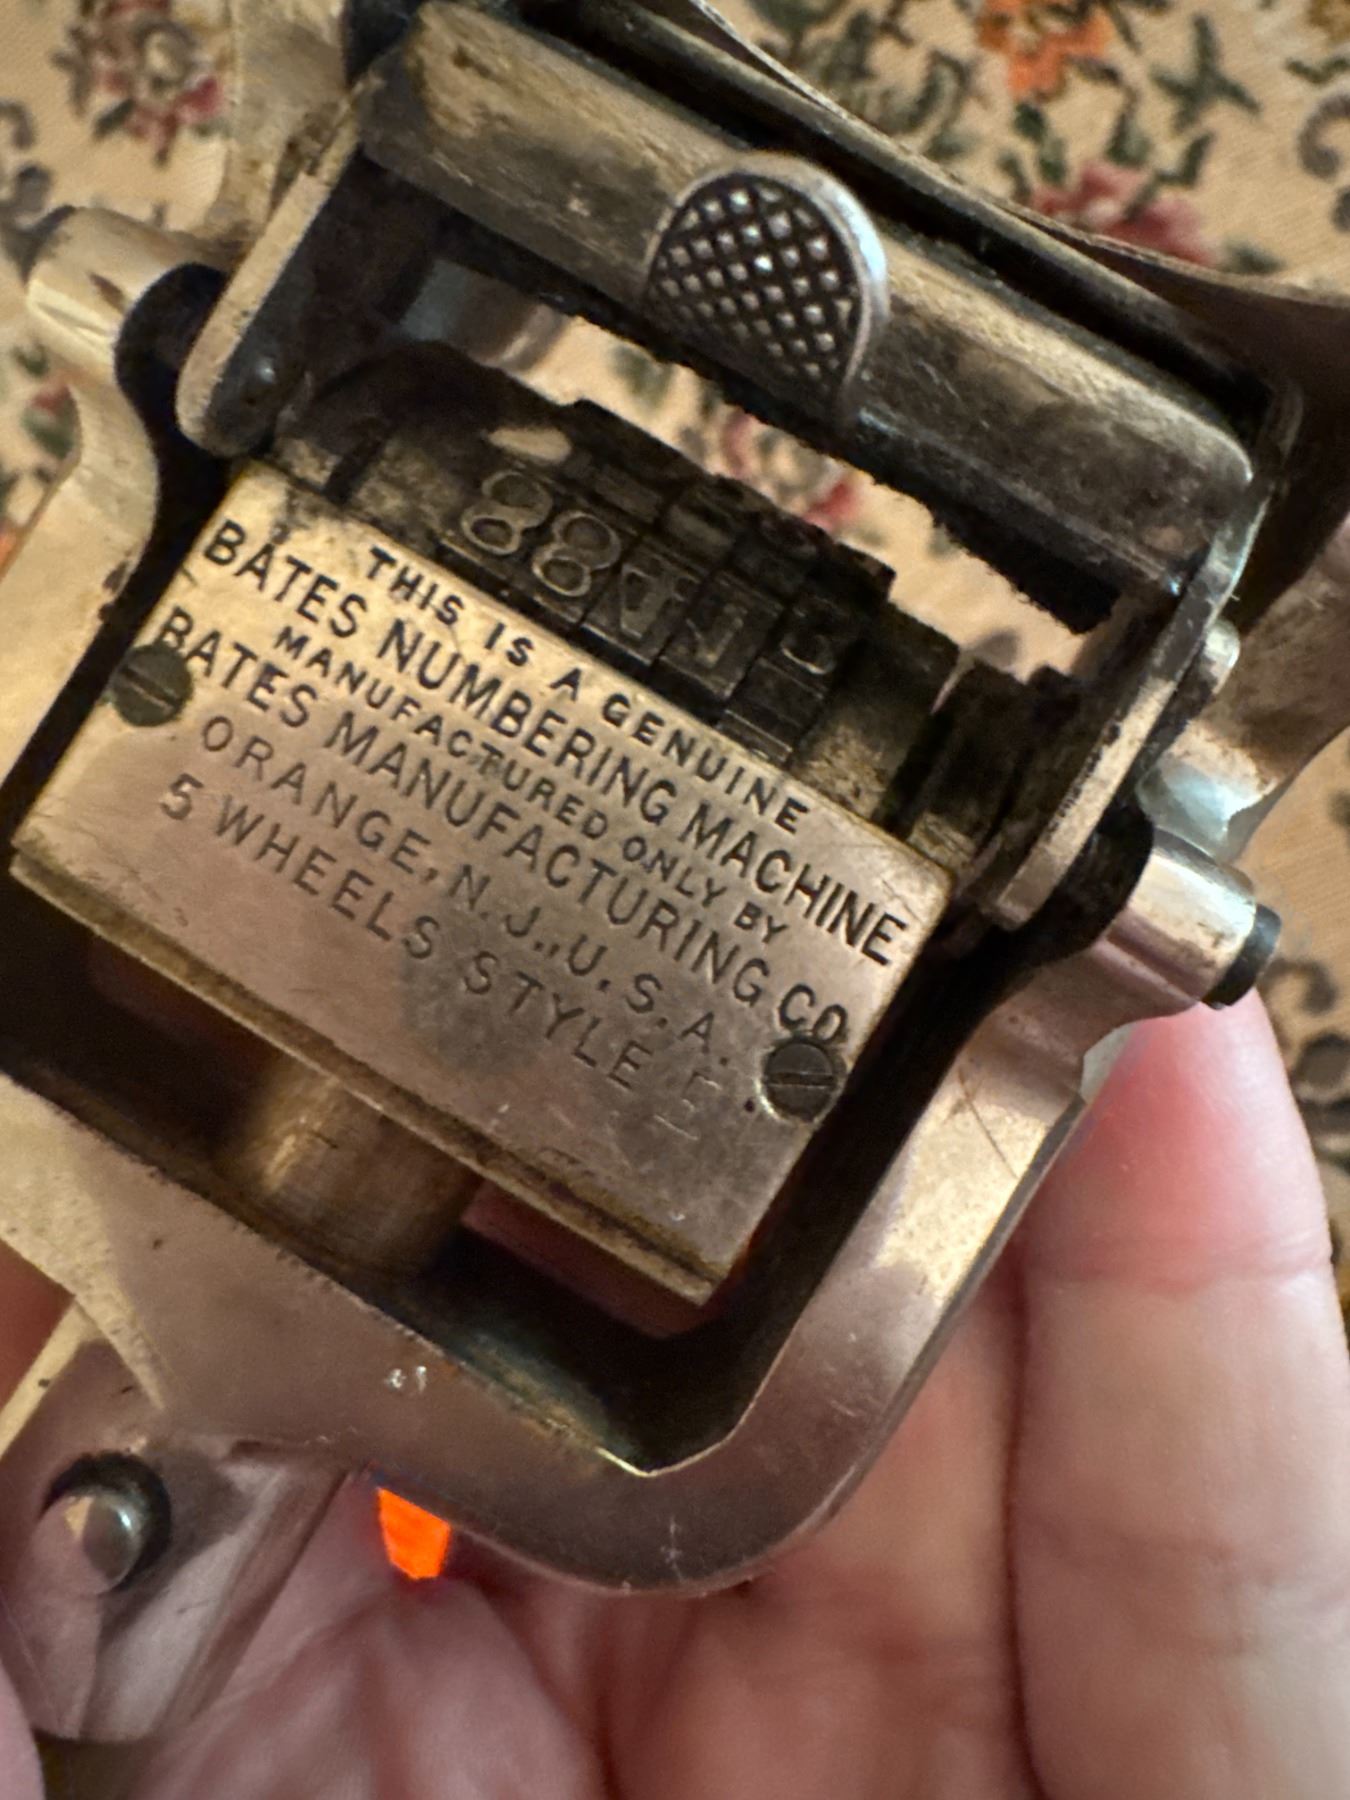 THIS IS A GENUINE
BATES NUMBERING MACHINE
MANUFACTURED ONLY BY
BATES MANUFACTURING CO.
ORANGE, N. J., U. S. A.
5 WHEELS STYLE E